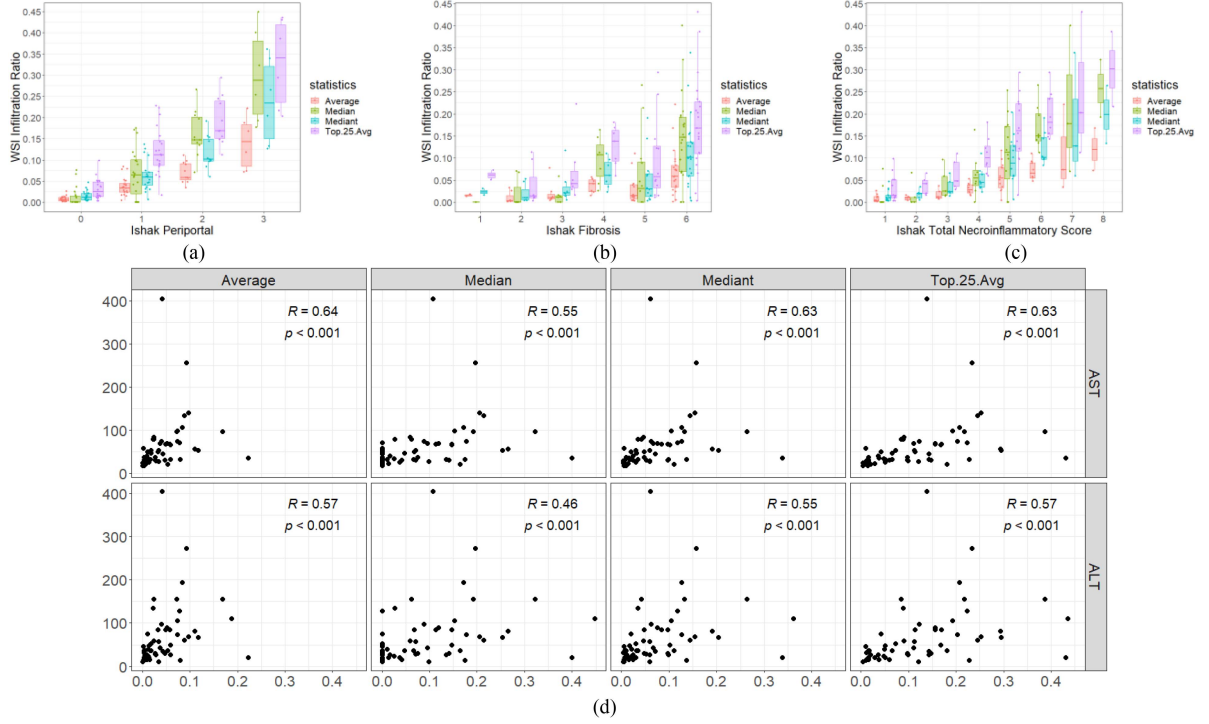 WSI Infiltration Ratio
0.45
0.40
0.35
0.30
0.25
0.20
0.15
0.10
0.05
0.00
0 1 2 3
Ishak Periportal
statistics
Average
Median
Mediant
Top.25.Avg
(a)
WSI Infiltration Ratio
0.45
0.40
0.35
0.30
0.25
0.20
0.15
0.10
0.05
0.00
1 2 3 4 5 6
Ishak Fibrosis
statistics
Average
Median
Mediant
Top.25.Avg
(b)
WSI Infiltration Ratio
0.45
0.40
0.35
0.30
0.25
0.20
0.15
0.10
0.05
0.00
1 2 3 4 5 6 7 8
Ishak Total Necroinflammatory Score
statistics
Average
Median
Mediant
Top.25.Avg
(c)
Average Median Mediant Top.25.Avg
400
300
200
100
0
R = 0.64
p < 0.001
R = 0.55
p < 0.001
R = 0.63
p < 0.001
R = 0.63
p < 0.001
AST
400
300
200
100
0
R = 0.57
p < 0.001
R = 0.46
p < 0.001
R = 0.55
p < 0.001
R = 0.57
p < 0.001
ALT
0.0 0.1 0.2 0.3 0.4 0.0 0.1 0.2 0.3 0.4 0.0 0.1 0.2 0.3 0.4 0.0 0.1 0.2 0.3 0.4
(d)